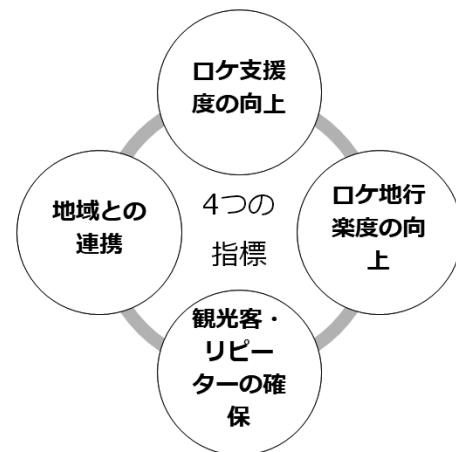 ロケ支援
度の向上
地域との
連携
4つの
指標
ロケ地行
楽度の向
上
観光客・
リピー
ターの確
保